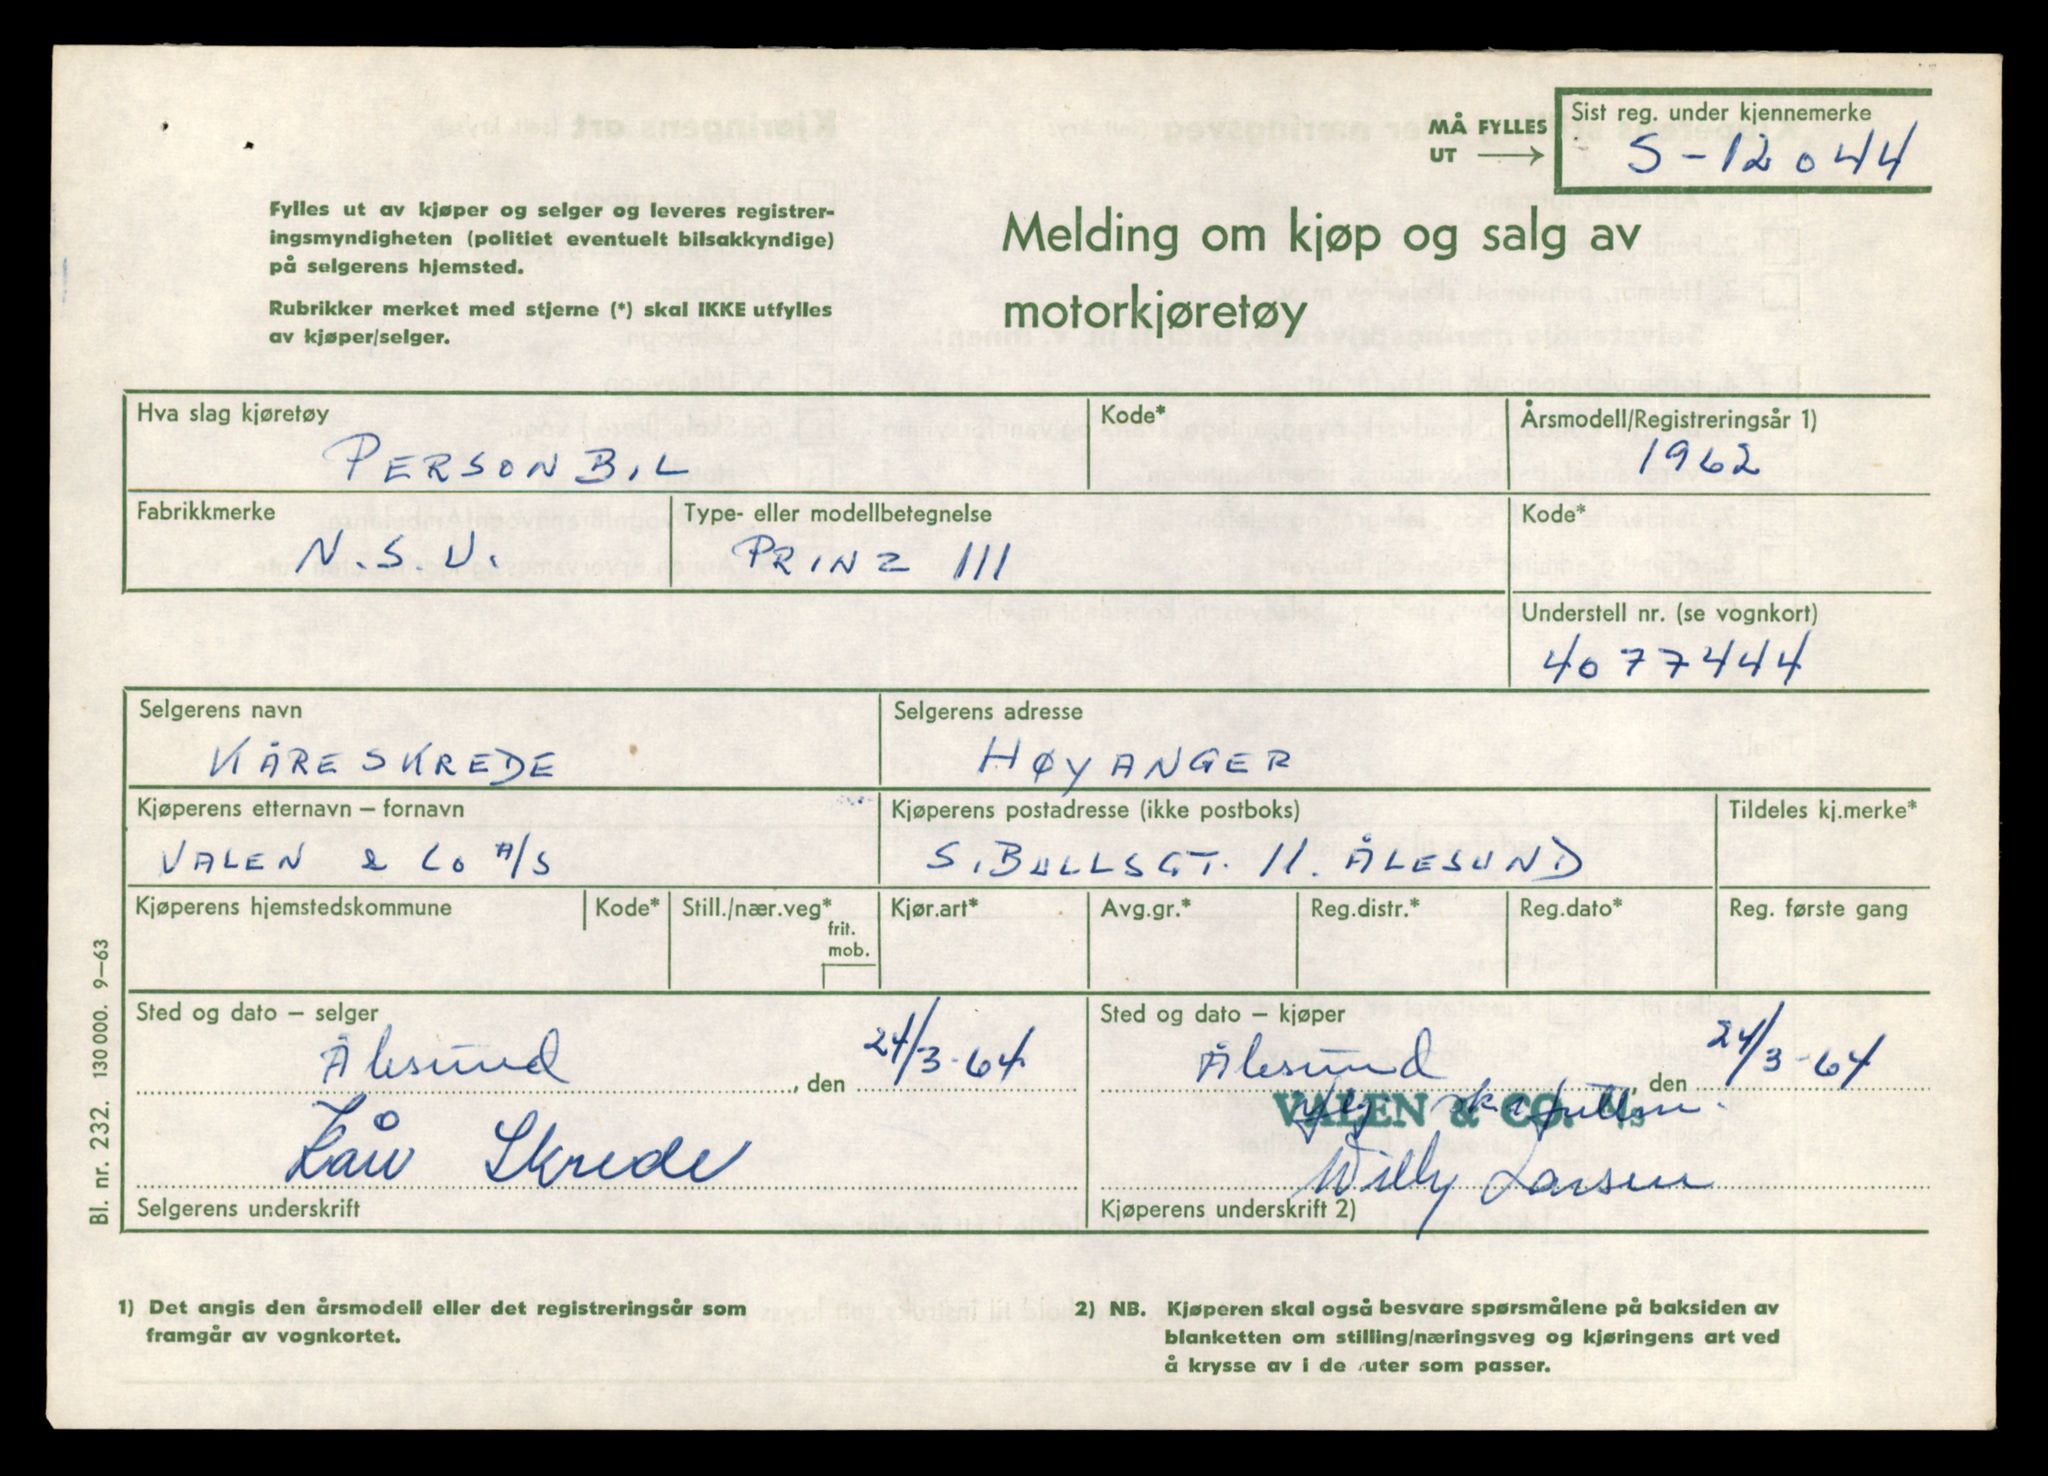 MÅ FYLLES UT
Sist reg. under kjennemerke
S-12044
Fylles ut av kjøper og selger og leveres registrer-
ingsmyndigheten (politiet eventuelt bilsakkyndige)
på selgerens hjemsted.
Rubrikker merket med stjerne (*) skal IKKE utfylles
av kjøper/selger.
Melding om kjøp og salg av
motorkjøretøy
Hva slag kjøretøy
PERSONBIL
Kode*
Årsmodell/Registreringsår 1)
1962
Fabrikkmerke
N.S.U.
Type- eller modellbetegnelse
PRINZ III
Kode*
Understell nr. (se vognkort)
4077444
Selgerens navn
KÅRE SKREDE
Selgerens adresse
HØYANGER
Kjøperens etternavn – fornavn
VALEN & Co A/S
Kjøperens postadresse (ikke postboks)
S. BULLSGT. 11. ÅLESUND
Tildeles kj.merke*
Kjøperens hjemstedskommune
Kode*
Still./nær.veg*
frit.
mob.
Kjør.art*
Avg.gr.*
Reg.distr.*
Reg.dato*
Reg. første gang
Sted og dato – selger
Ålesund, den 24/3-64
Kåre Skrede
Selgerens underskrift
Sted og dato – kjøper
Ålesund, den 24/3-64
VALEN & CO. A/S
Willy Larsen
Kjøperens underskrift 2)
Bl. nr. 232. 130 000. 9–63
1) Det angis den årsmodell eller det registreringsår som
framgår av vognkortet.
2) NB. Kjøperen skal også besvare spørsmålene på baksiden av
blanketten om stilling/næringsveg og kjøringens art ved
å krysse av i de ruter som passer.